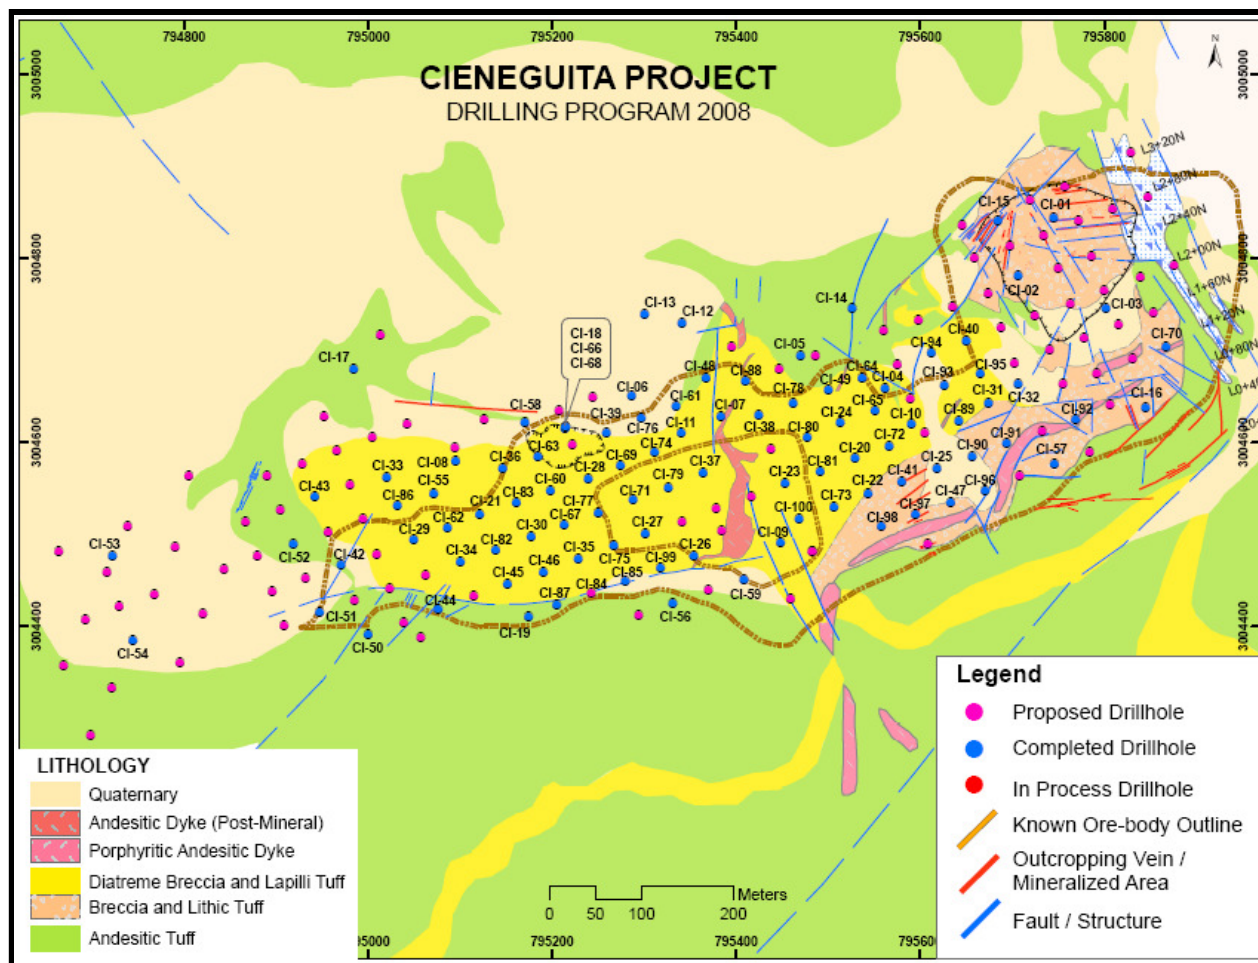 794800 795000 795200 795400 795600 795800
3005000
3005000
N
CIENEGUITA PROJECT
DRILLING PROGRAM 2008
L3+20N
L2+80N
L2+40N
L2+00N
L1+60N
L1+20N
L0+80N
3004800
3004800
CI-15
CI-01
CI-02
CI-03
CI-70
CI-14
CI-13
CI-12
CI-18
CI-66
CI-68
CI-17
CI-05
CI-40
CI-94
CI-95
CI-93
CI-64
CI-04
CI-48
CI-88
CI-78
CI-49
CI-31
CI-32
CI-16
CI-06
CI-61
CI-58
CI-39
CI-76
CI-07
CI-38
CI-24
CI-65
CI-10
CI-89
CI-92
CI-11
CI-80
CI-72
CI-91
CI-90
CI-57
3004600
3004600
CI-63
CI-74
CI-36
CI-69
CI-28
CI-08
CI-33
CI-79
CI-37
CI-23
CI-81
CI-20
CI-25
CI-41
CI-43
CI-55
CI-86
CI-60
CI-83
CI-21
CI-77
CI-71
CI-22
CI-73
CI-96
CI-47
CI-97
CI-98
CI-100
CI-67
CI-62
CI-29
CI-30
CI-27
CI-09
CI-53
CI-52
CI-42
CI-34
CI-82
CI-35
CI-75
CI-26
CI-46
CI-99
CI-45
CI-85
CI-84
CI-59
CI-87
CI-51
CI-44
CI-19
CI-56
CI-50
CI-54
3004400
3004400
Legend
Proposed Drillhole
Completed Drillhole
In Process Drillhole
Known Ore-body Outline
Outcropping Vein /
Mineralized Area
Fault / Structure
LITHOLOGY
Quaternary
Andesitic Dyke (Post-Mineral)
Porphyritic Andesitic Dyke
Diatreme Breccia and Lapilli Tuff
Breccia and Lithic Tuff
Andesitic Tuff
Meters
0 50 100 200
795000 795200 795400